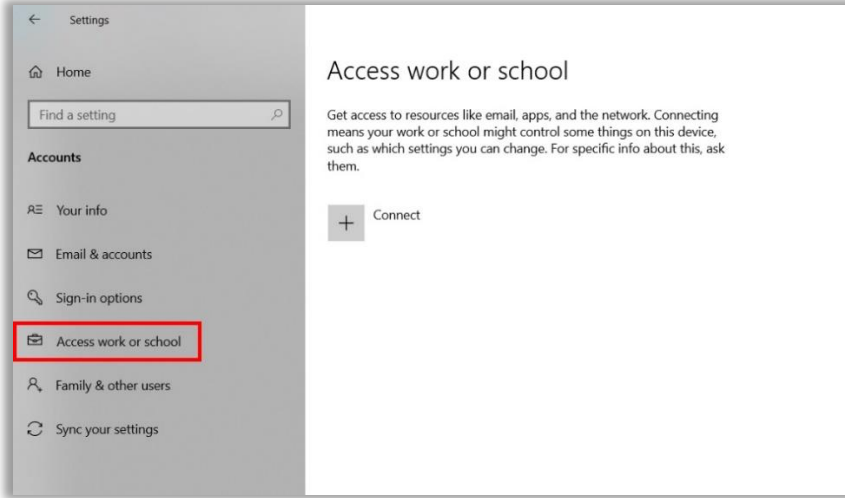 Settings
Home
Find a setting
Accounts
Your info
Email & accounts
Sign-in options
Access work or school
Family & other users
Sync your settings
Access work or school
Get access to resources like email, apps, and the network. Connecting
means your work or school might control some things on this device,
such as which settings you can change. For specific info about this, ask
them.
Connect